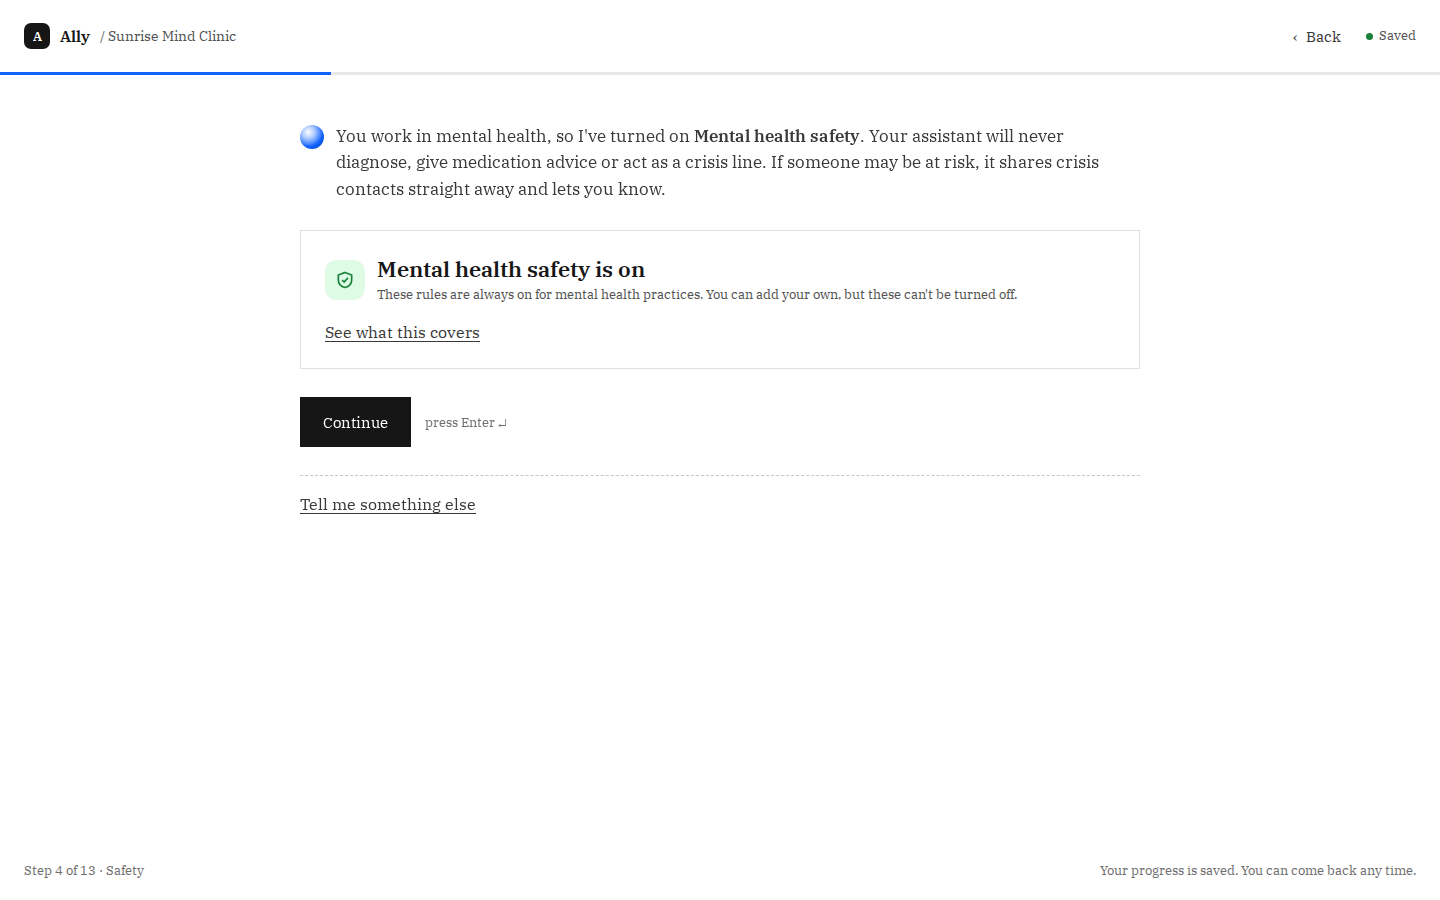 A Ally / Sunrise Mind Clinic
‹ Back
Saved
You work in mental health, so I've turned on Mental health safety. Your assistant will never
diagnose, give medication advice or act as a crisis line. If someone may be at risk, it shares crisis
contacts straight away and lets you know.
Mental health safety is on
These rules are always on for mental health practices. You can add your own, but these can't be turned off.
See what this covers
Continue
press Enter ↵
Tell me something else
Step 4 of 13 · Safety
Your progress is saved. You can come back any time.